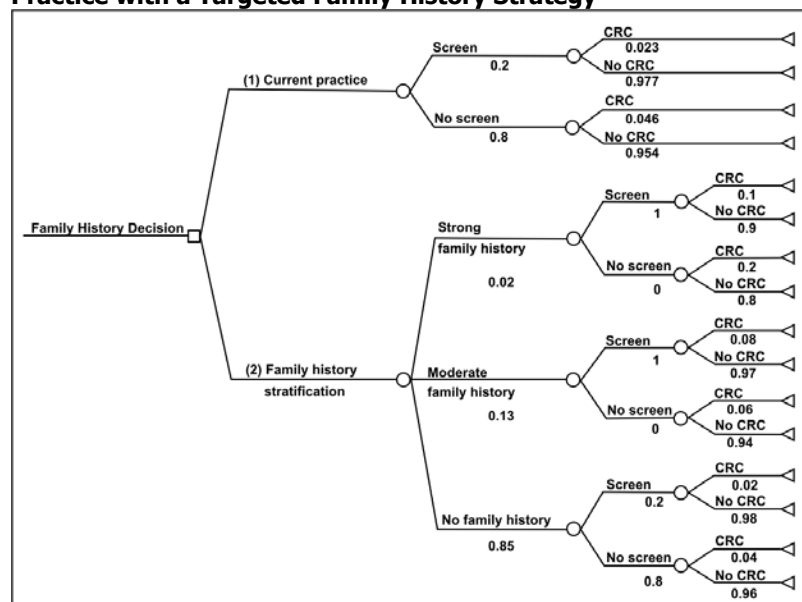 Practice with a Targeted Family History Strategy
CRC
Screen
0.023
0.2
No CRC
(1) Current practice
0.977
CRC
No screen
0.046
0.8
No CRC
0.954
CRC
Screen
0.1
1
No CRC
Strong
0.9
family history
CRC
Family History Decision
No screen
0.2
0.02
0
No CRC
0.8
CRC
Screen
0.08
1
No CRC
(2) Family history
Moderate
0.97
stratification
family history
CRC
No screen
0.06
0.13
0
No CRC
0.94
CRC
Screen
0.02
0.2
No CRC
No family history
0.98
0.85
CRC
No screen
0.04
0.8
No CRC
0.96